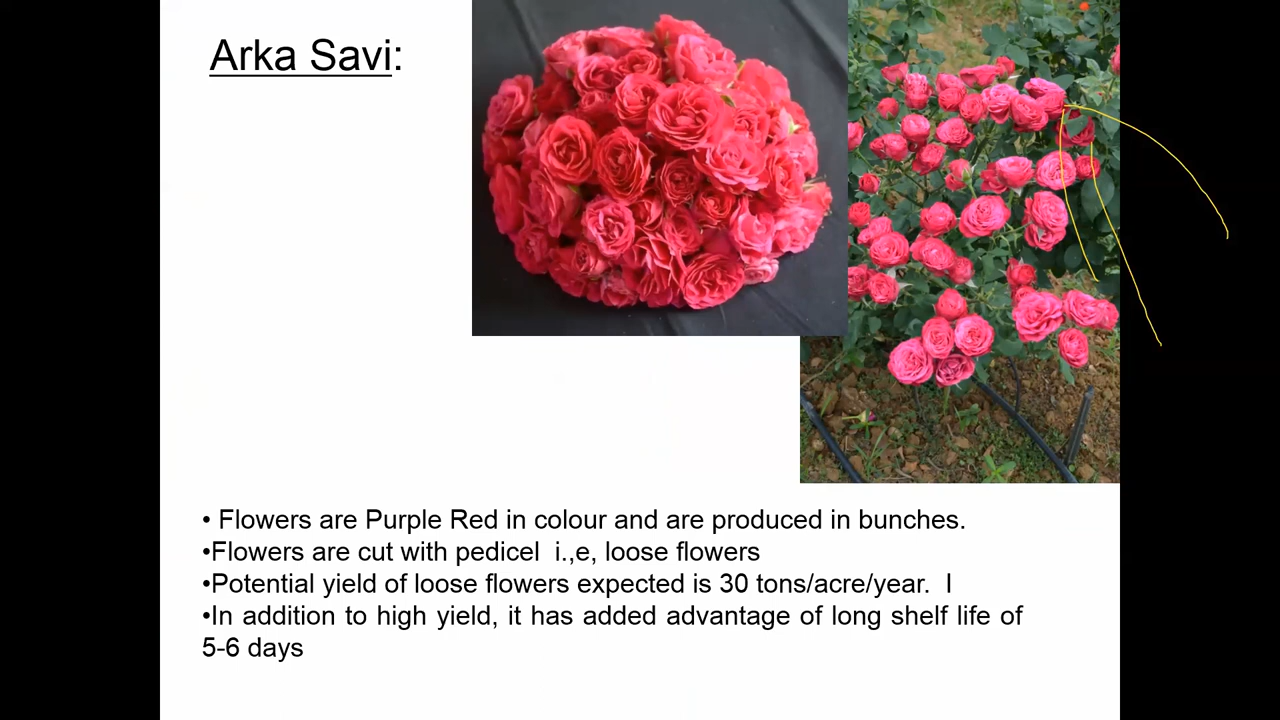 Arka Savi:
• Flowers are Purple Red in colour and are produced in bunches.
•Flowers are cut with pedicel i.,e, loose flowers
•Potential yield of loose flowers expected is 30 tons/acre/year. I
•In addition to high yield, it has added advantage of long shelf life of
5-6 days